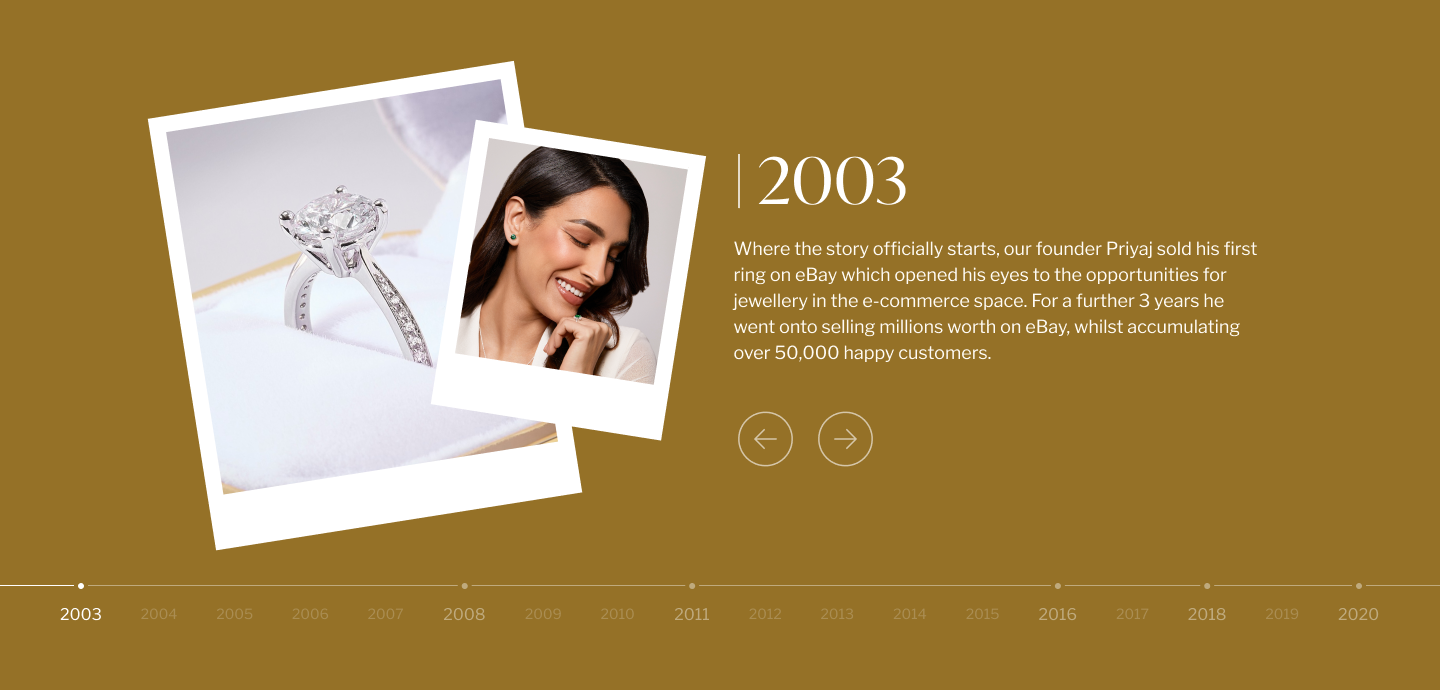 2003
Where the story officially starts, our founder Priyaj sold his first
ring on eBay which opened his eyes to the opportunities for
jewellery in the e-commerce space. For a further 3 years he
went onto selling millions worth on eBay, whilst accumulating
over 50,000 happy customers.
2003 2004 2005 2006 2007 2008 2009 2010 2011 2012 2013 2014 2015 2016 2017 2018 2019 2020